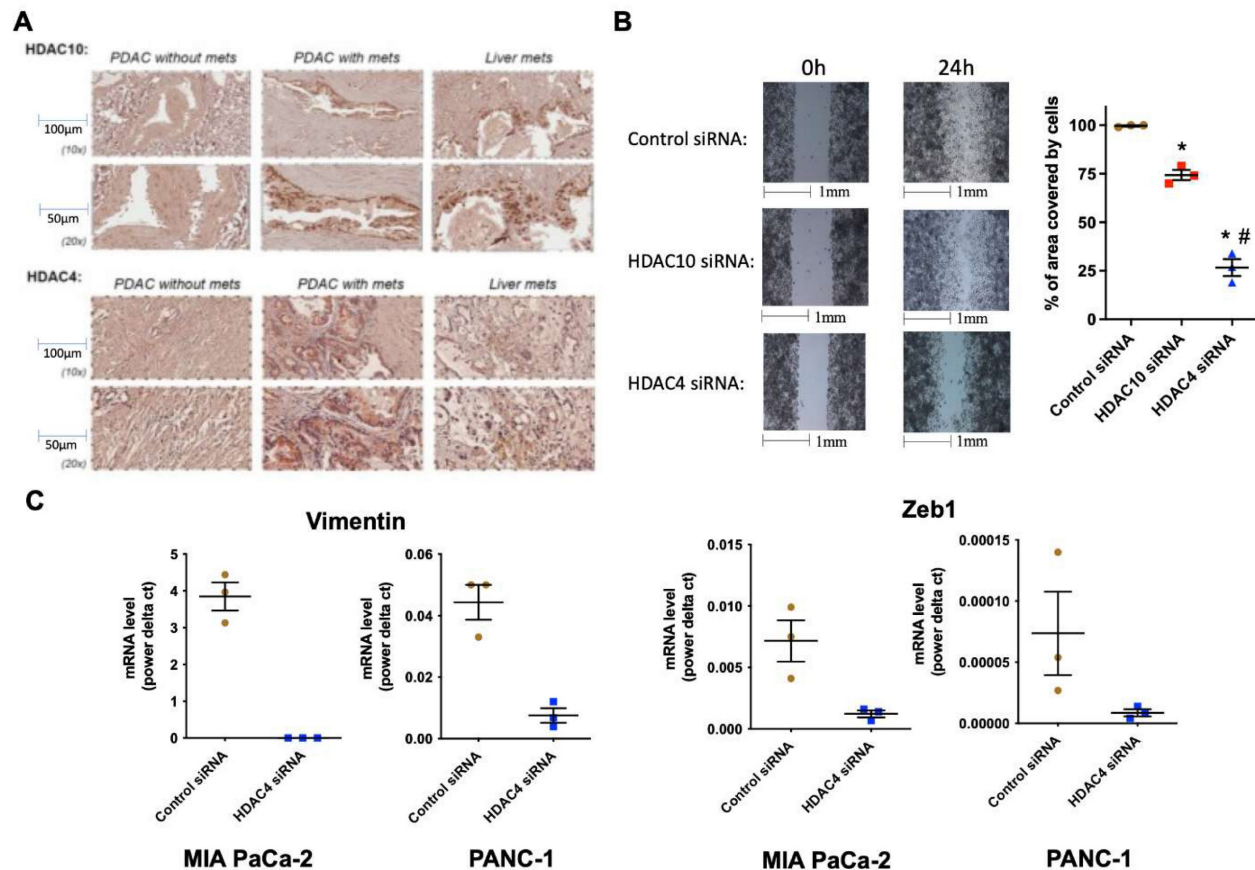 A
HDAC10:
PDAC without mets
PDAC with mets
Liver mets
100µm
(10x)
50µm
(20x)
HDAC4:
PDAC without mets
PDAC with mets
Liver mets
100µm
(10x)
50µm
(20x)
B
0h
24h
Control siRNA:
1mm
1mm
HDAC10 siRNA:
1mm
1mm
HDAC4 siRNA:
1mm
1mm
% of area covered by cells
100
75
50
25
0
*
* #
Control siRNA
HDAC10 siRNA
HDAC4 siRNA
C
Vimentin
mRNA level
(power delta ct)
5
4
3
2
1
0
Control siRNA
HDAC4 siRNA
MIA PaCa-2
mRNA level
(power delta ct)
0.06
0.04
0.02
0.00
Control siRNA
HDAC4 siRNA
PANC-1
Zeb1
mRNA level
(power delta ct)
0.015
0.010
0.005
0.000
Control siRNA
HDAC4 siRNA
MIA PaCa-2
mRNA level
(power delta ct)
0.00015
0.00010
0.00005
0.00000
Control siRNA
HDAC4 siRNA
PANC-1